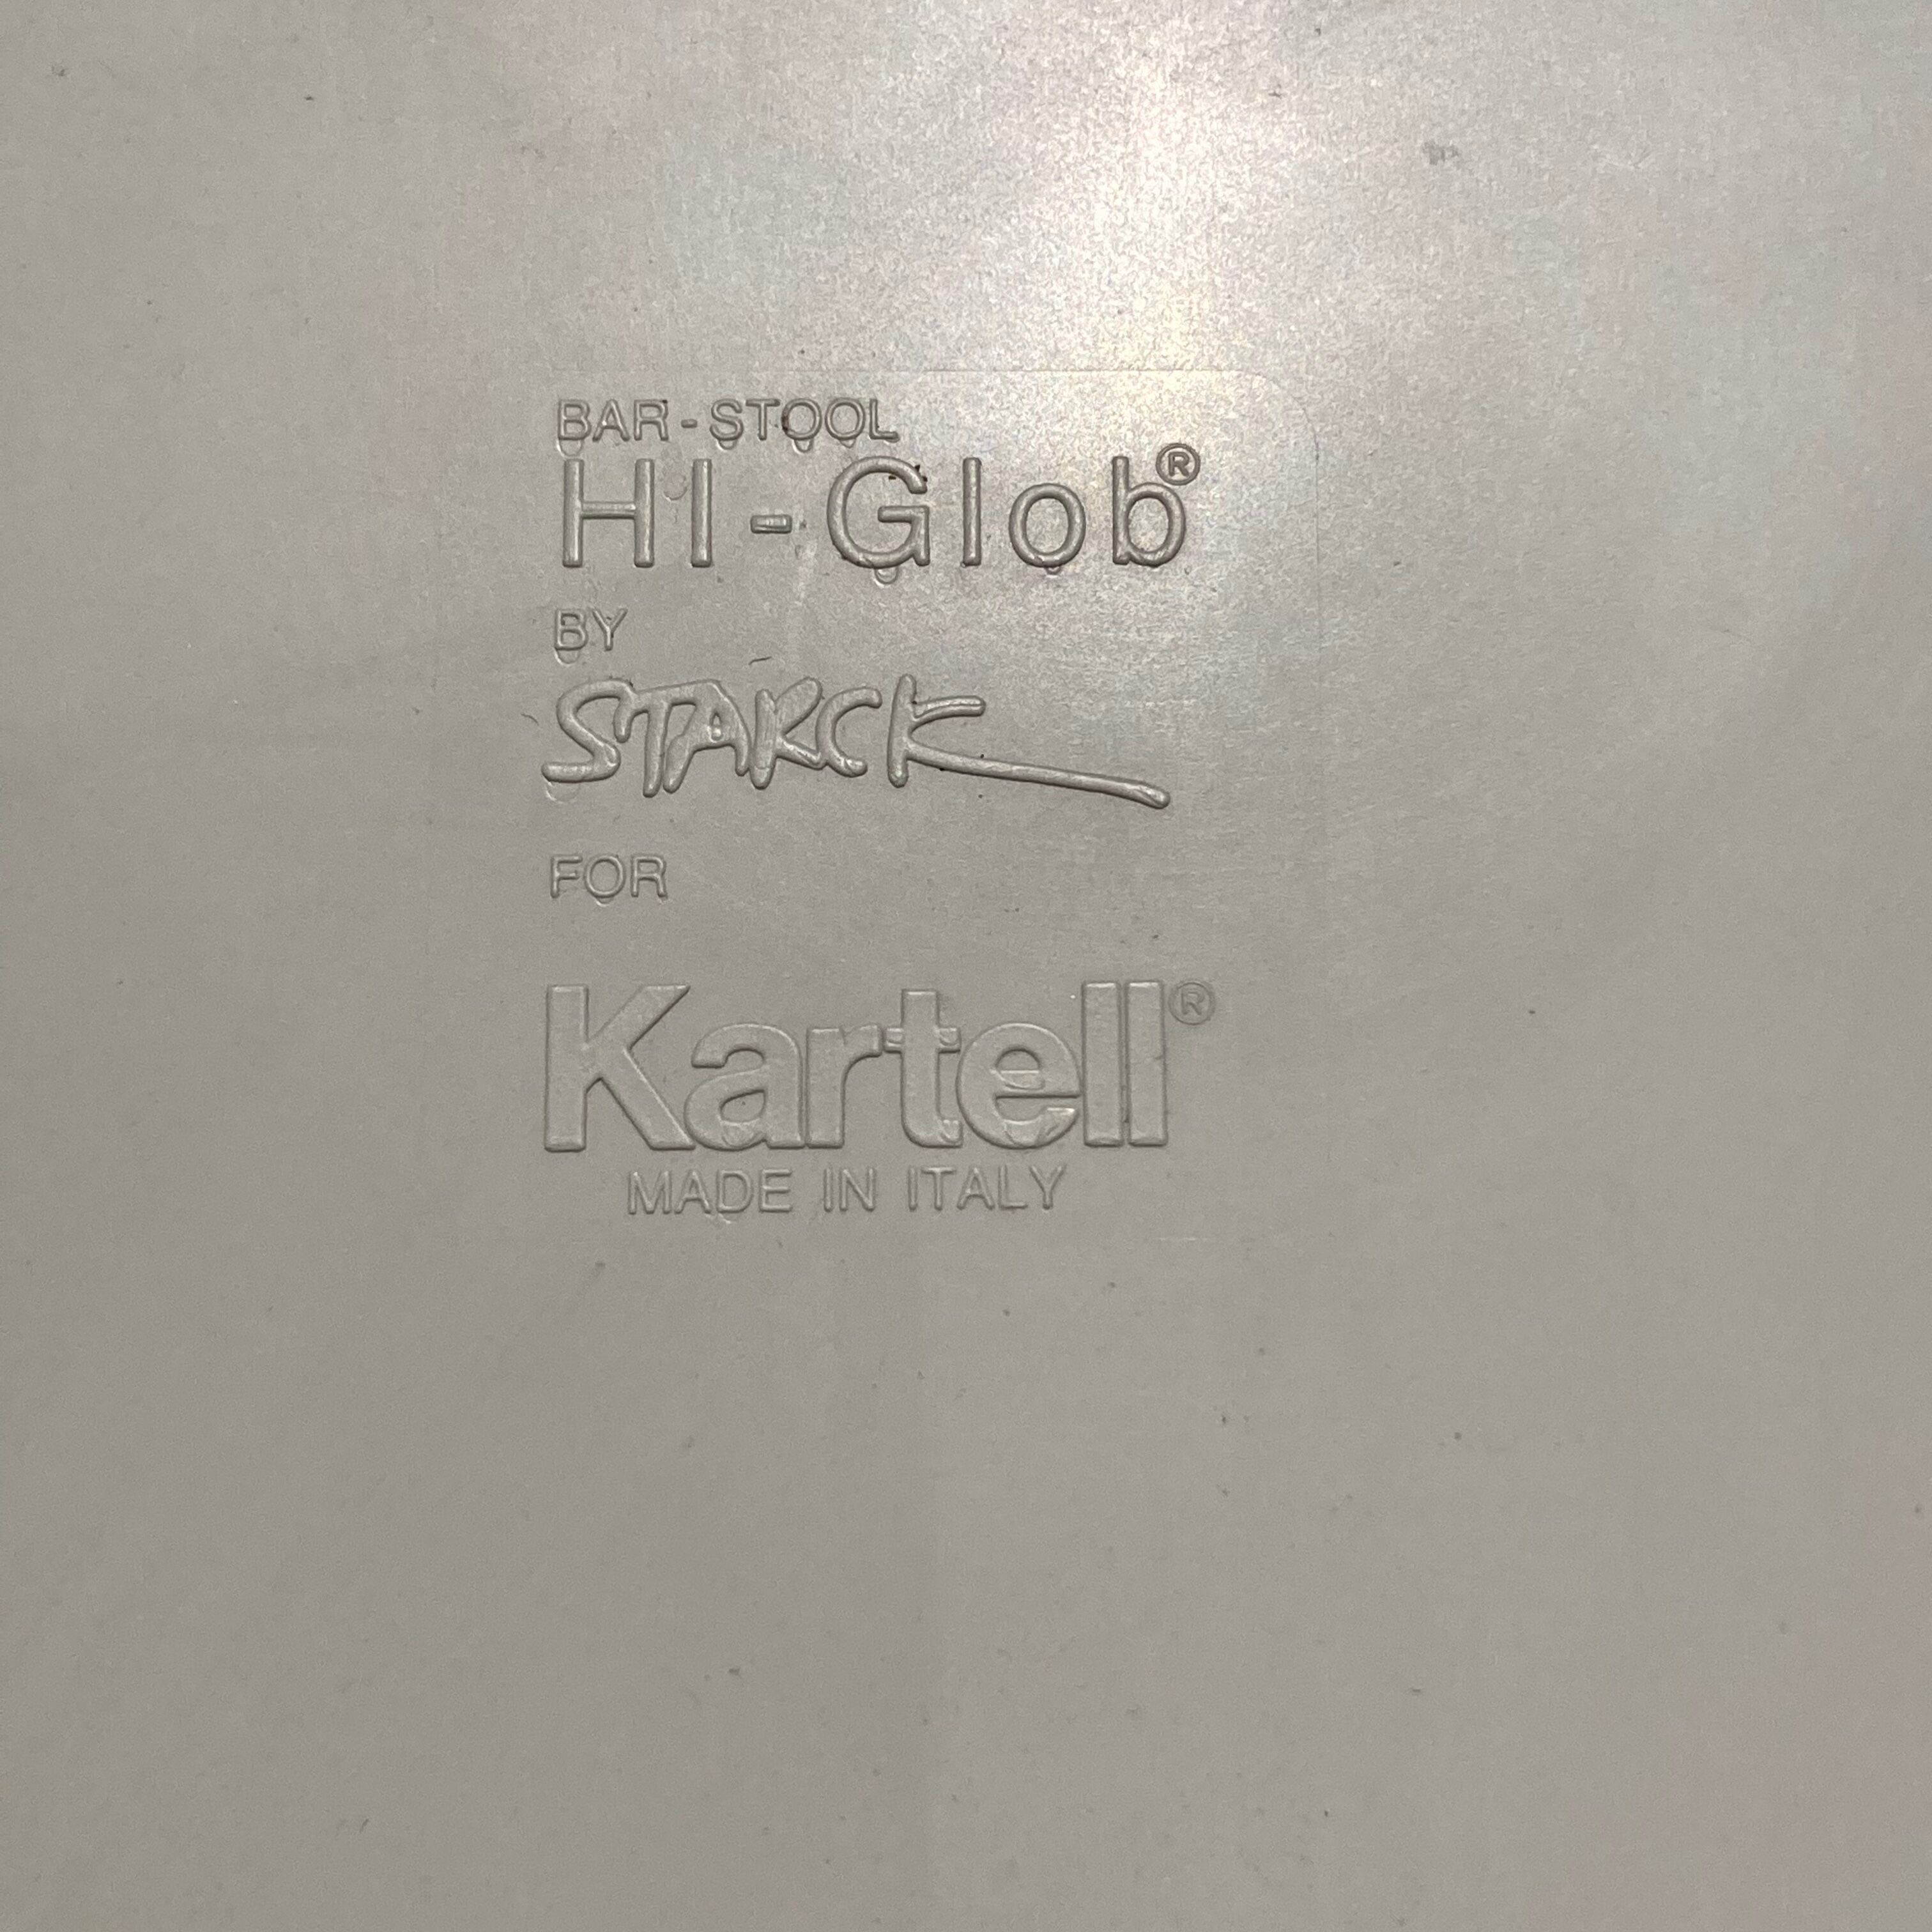 BAR-STOOL
HI-Glob®
BY
STARCK
FOR
Kartell®
MADE IN ITALY